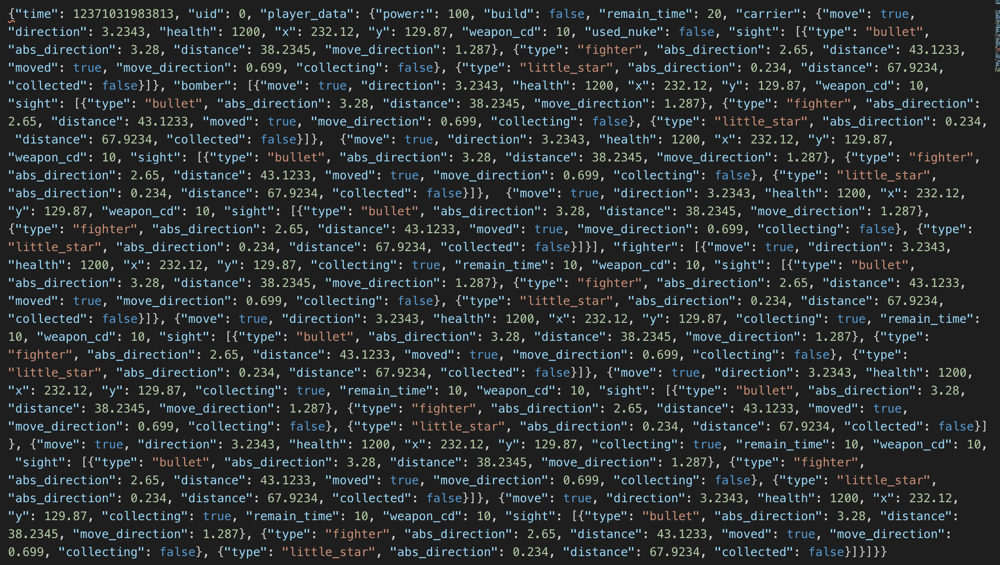 {"time": 12371031983813, "uid": 0, "player_data": {"power:": 100, "build": false, "remain_time": 20, "carrier": {"move": true,
"direction": 3.2343, "health": 1200, "x": 232.12, "y": 129.87, "weapon_cd": 10, "used_nuke": false, "sight": [{"type": "bullet",
"abs_direction": 3.28, "distance": 38.2345, "move_direction": 1.287}, {"type": "fighter", "abs_direction": 2.65, "distance": 43.1233,
"moved": true, "move_direction": 0.699, "collecting": false}, {"type": "little_star", "abs_direction": 0.234, "distance": 67.9234,
"collected": false}]}, "bomber": [{"move": true, "direction": 3.2343, "health": 1200, "x": 232.12, "y": 129.87, "weapon_cd": 10,
"sight": [{"type": "bullet", "abs_direction": 3.28, "distance": 38.2345, "move_direction": 1.287}, {"type": "fighter", "abs_direction":
2.65, "distance": 43.1233, "moved": true, "move_direction": 0.699, "collecting": false}, {"type": "little_star", "abs_direction": 0.234,
"distance": 67.9234, "collected": false}]},  {"move": true, "direction": 3.2343, "health": 1200, "x": 232.12, "y": 129.87,
"weapon_cd": 10, "sight": [{"type": "bullet", "abs_direction": 3.28, "distance": 38.2345, "move_direction": 1.287}, {"type": "fighter",
"abs_direction": 2.65, "distance": 43.1233, "moved": true, "move_direction": 0.699, "collecting": false}, {"type": "little_star",
"abs_direction": 0.234, "distance": 67.9234, "collected": false}]},  {"move": true, "direction": 3.2343, "health": 1200, "x": 232.12,
"y": 129.87, "weapon_cd": 10, "sight": [{"type": "bullet", "abs_direction": 3.28, "distance": 38.2345, "move_direction": 1.287},
{"type": "fighter", "abs_direction": 2.65, "distance": 43.1233, "moved": true, "move_direction": 0.699, "collecting": false}, {"type":
"little_star", "abs_direction": 0.234, "distance": 67.9234, "collected": false}]}], "fighter": [{"move": true, "direction": 3.2343,
"health": 1200, "x": 232.12, "y": 129.87, "collecting": true, "remain_time": 10, "weapon_cd": 10, "sight": [{"type": "bullet",
"abs_direction": 3.28, "distance": 38.2345, "move_direction": 1.287}, {"type": "fighter", "abs_direction": 2.65, "distance": 43.1233,
"moved": true, "move_direction": 0.699, "collecting": false}, {"type": "little_star", "abs_direction": 0.234, "distance": 67.9234,
"collected": false}]}, {"move": true, "direction": 3.2343, "health": 1200, "x": 232.12, "y": 129.87, "collecting": true, "remain_time":
10, "weapon_cd": 10, "sight": [{"type": "bullet", "abs_direction": 3.28, "distance": 38.2345, "move_direction": 1.287}, {"type":
"fighter", "abs_direction": 2.65, "distance": 43.1233, "moved": true, "move_direction": 0.699, "collecting": false}, {"type":
"little_star", "abs_direction": 0.234, "distance": 67.9234, "collected": false}]}, {"move": true, "direction": 3.2343, "health": 1200,
"x": 232.12, "y": 129.87, "collecting": true, "remain_time": 10, "weapon_cd": 10, "sight": [{"type": "bullet", "abs_direction": 3.28,
"distance": 38.2345, "move_direction": 1.287}, {"type": "fighter", "abs_direction": 2.65, "distance": 43.1233, "moved": true,
"move_direction": 0.699, "collecting": false}, {"type": "little_star", "abs_direction": 0.234, "distance": 67.9234, "collected": false}]
}, {"move": true, "direction": 3.2343, "health": 1200, "x": 232.12, "y": 129.87, "collecting": true, "remain_time": 10, "weapon_cd": 10,
"sight": [{"type": "bullet", "abs_direction": 3.28, "distance": 38.2345, "move_direction": 1.287}, {"type": "fighter",
"abs_direction": 2.65, "distance": 43.1233, "moved": true, "move_direction": 0.699, "collecting": false}, {"type": "little_star",
"abs_direction": 0.234, "distance": 67.9234, "collected": false}]}, {"move": true, "direction": 3.2343, "health": 1200, "x": 232.12,
"y": 129.87, "collecting": true, "remain_time": 10, "weapon_cd": 10, "sight": [{"type": "bullet", "abs_direction": 3.28, "distance":
38.2345, "move_direction": 1.287}, {"type": "fighter", "abs_direction": 2.65, "distance": 43.1233, "moved": true, "move_direction":
0.699, "collecting": false}, {"type": "little_star", "abs_direction": 0.234, "distance": 67.9234, "collected": false}]}]}}